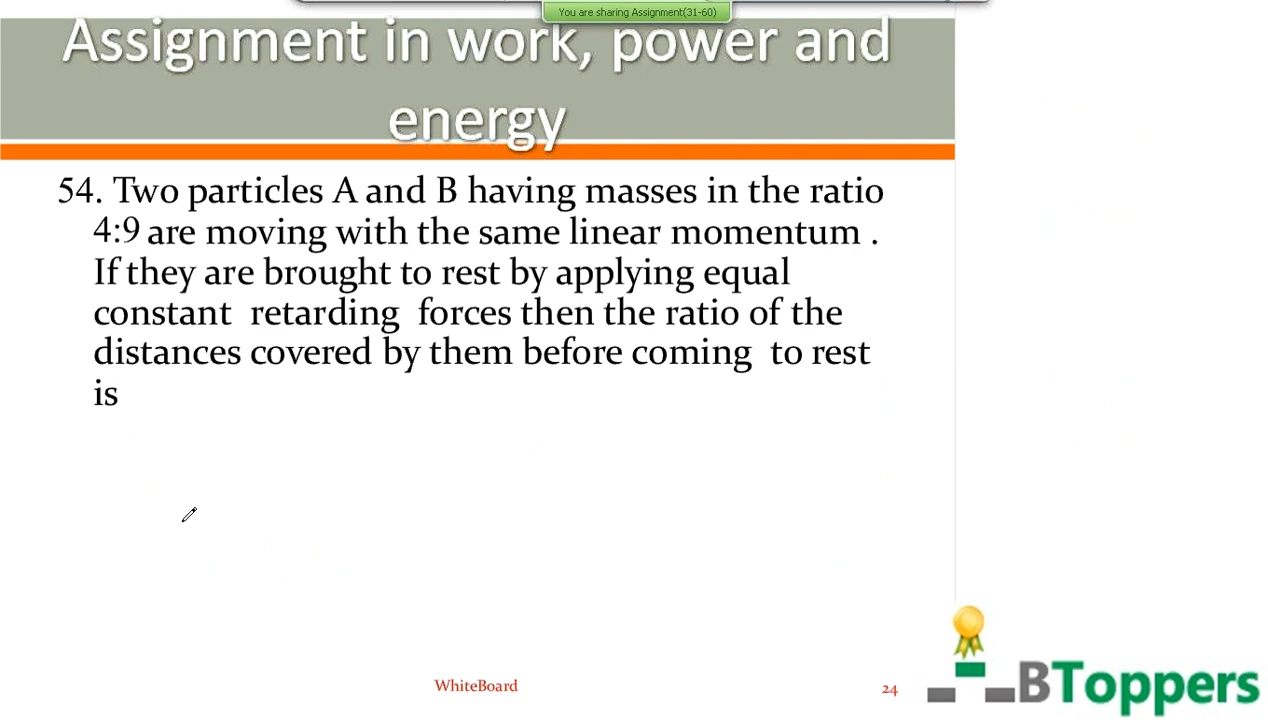 You are sharing Assignment(31-60)
Assignment in work, power and
energy
54. Two particles A and B having masses in the ratio
4:9 are moving with the same linear momentum .
If they are brought to rest by applying equal
constant retarding forces then the ratio of the
distances covered by them before coming to rest
is
WhiteBoard
24
BToppers